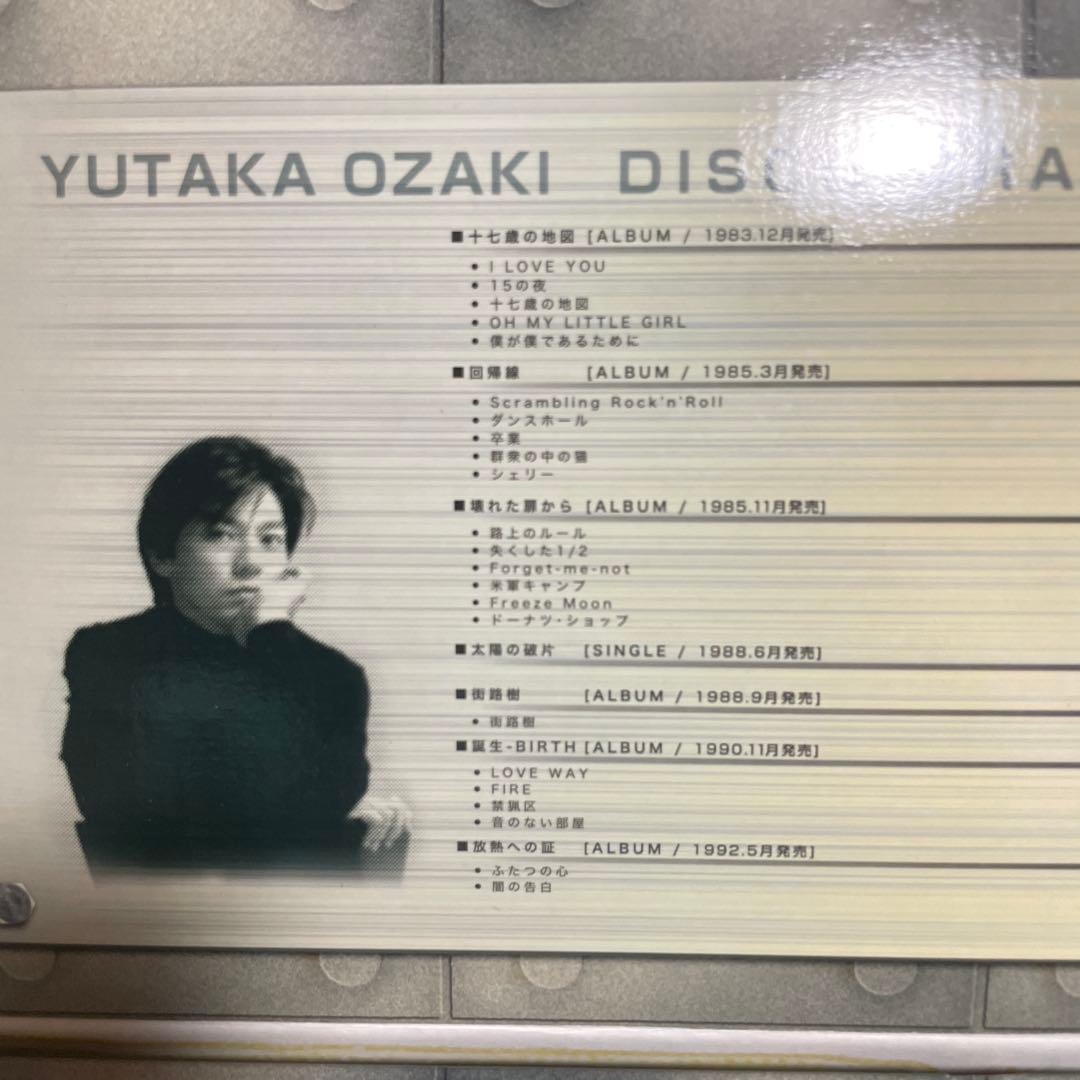 YUTAKA OZAKI DIS
■十七歳の地図 [ALBUM / 1983.12月発売]
• I LOVE YOU
• 15の夜
• 十七歳の地図
• OH MY LITTLE GIRL
• 僕が僕であるために
■回帰線 [ALBUM / 1985.3月発売]
• Scrambling Rock'n'Roll
• ダンスホール
• 卒業
• 群衆の中の猫
• シェリー
■壊れた扉から [ALBUM / 1985.11月発売]
• 路上のルール
• 失くした1/2
• Forget-me-not
• 米軍キャンプ
• Freeze Moon
• ドーナツ・ショップ
■太陽の破片 [SINGLE / 1988.6月発売]
■街路樹 [ALBUM / 1988.9月発売]
• 街路樹
■誕生-BIRTH [ALBUM / 1990.11月発売]
• LOVE WAY
• FIRE
• 禁猟区
• 音のない部屋
■放熱への証 [ALBUM / 1992.5月発売]
• ふたつの心
• 闇の告白